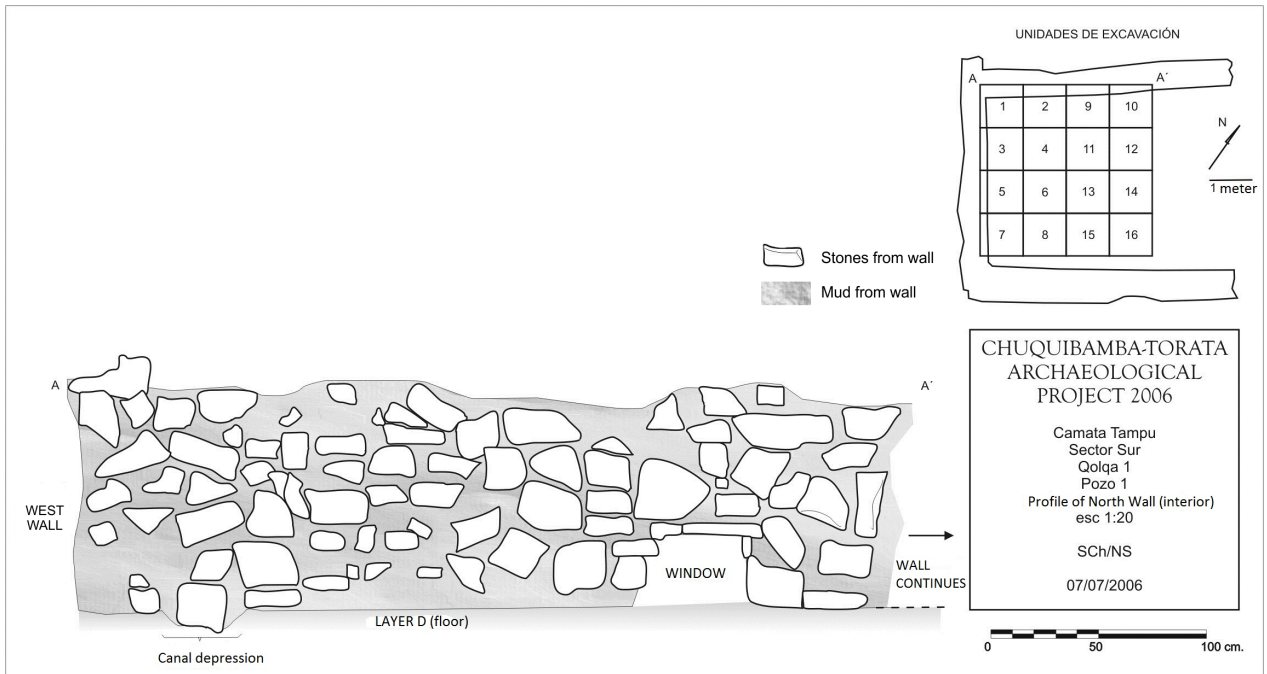 UNIDADES DE EXCAVACIÓN
A
A´
1 2 9 10
3 4 11 12
5 6 13 14
7 8 15 16
N
1 meter
Stones from wall
Mud from wall
A
A´
WEST
WALL
WINDOW
WALL
CONTINUES
LAYER D (floor)
Canal depression
CHUQUIBAMBA-TORATA
ARCHAEOLOGICAL
PROJECT 2006
Camata Tampu
Sector Sur
Qolqa 1
Pozo 1
Profile of North Wall (interior)
esc 1:20
SCh/NS
07/07/2006
0 50 100 cm.